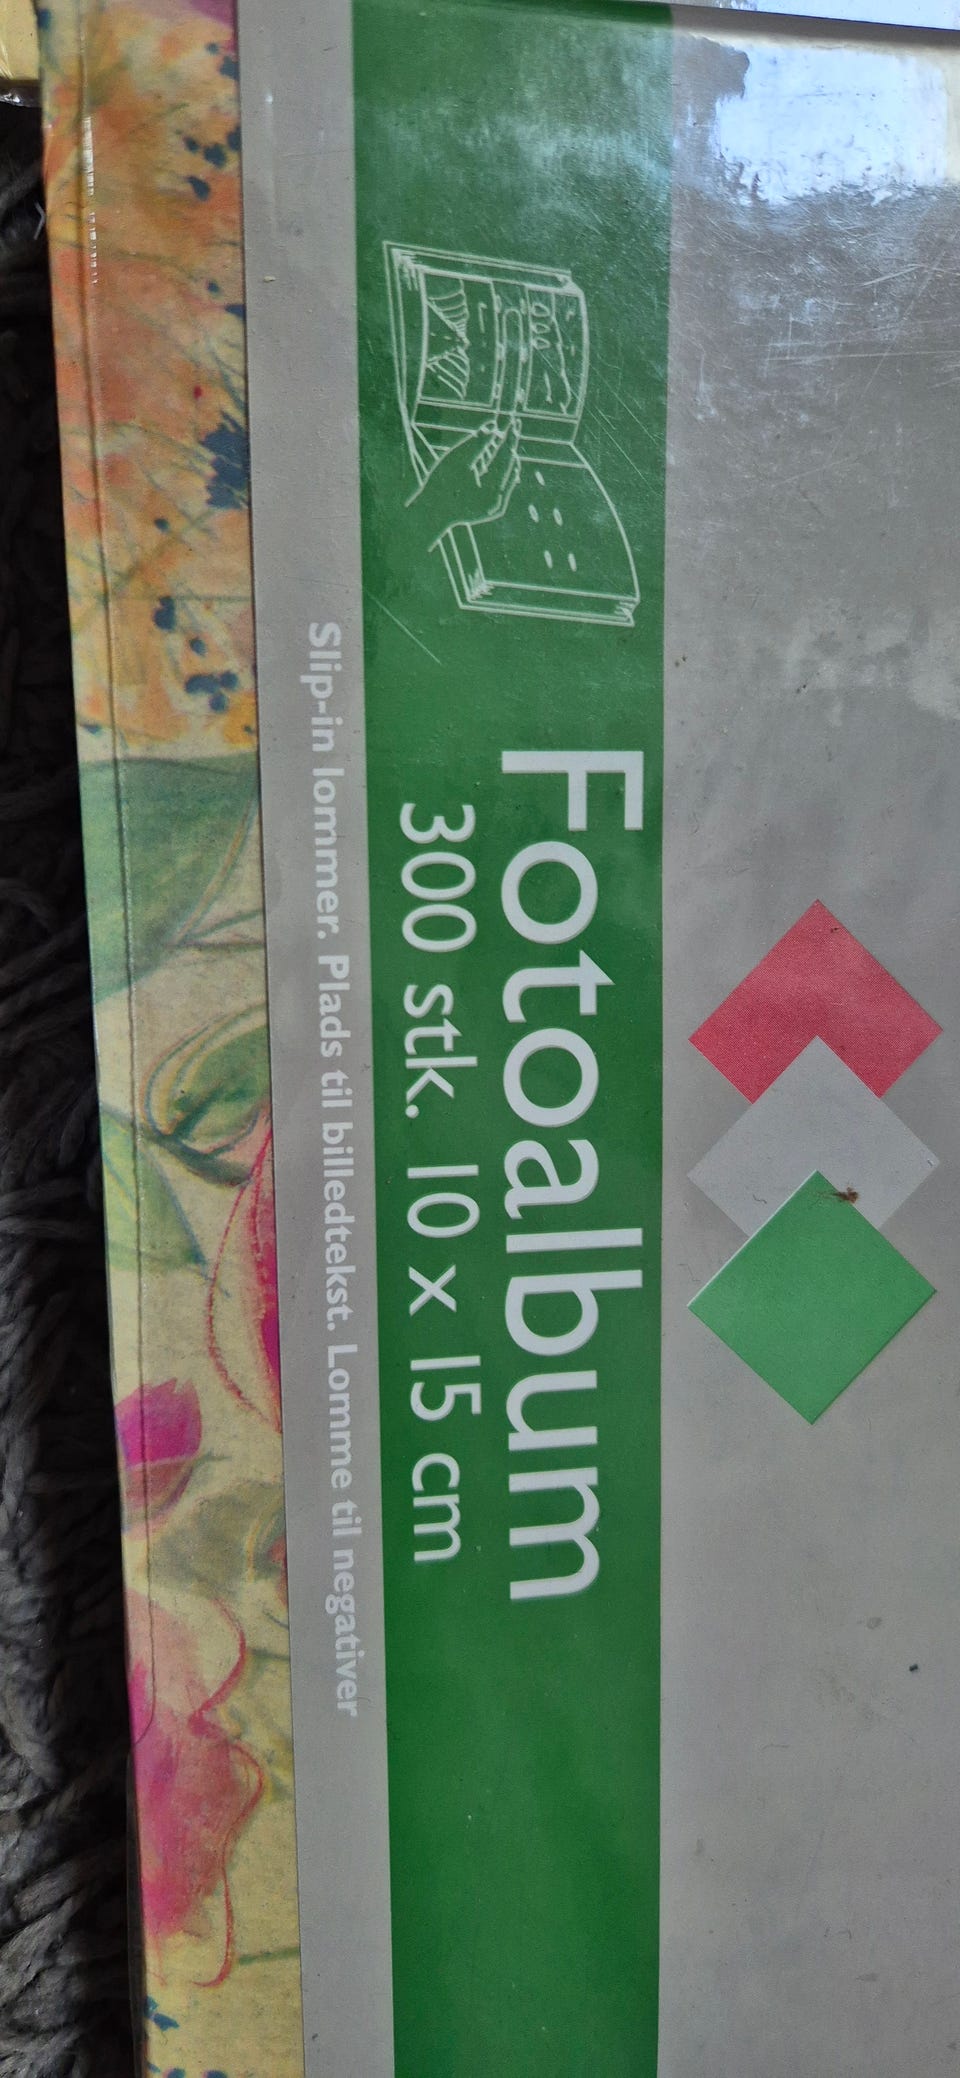 Fotoalbum
300 stk. 10 x 15 cm
Slip-in lommer. Plads til billedtekst. Lomme til negativer